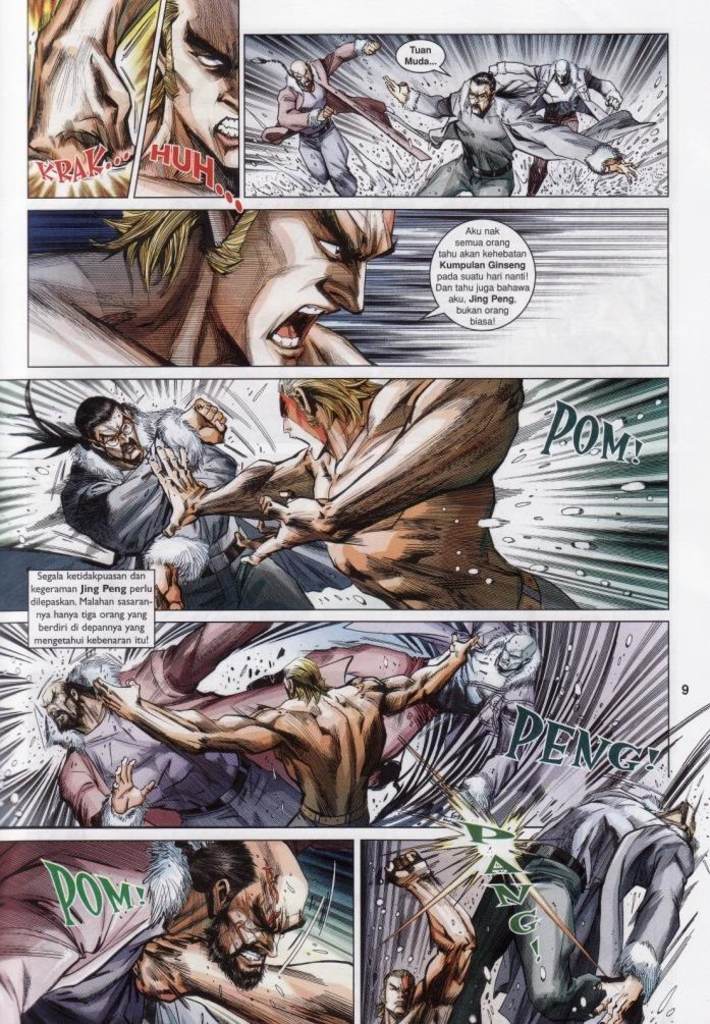 KRAK...
HUH...
Tuan
Muda...
Aku nak
semua orang
tahu akan kehebatan
Kumpulan Ginseng
pada suatu hari nanti!
Dan tahu juga bahawa
aku, Jing Peng,
bukan orang
biasa!
POM!
Segala ketidakpuasan dan
kegeraman Jing Peng perlu
dilepaskan. Malahan sasaran-
nya hanya tiga orang yang
berdiri di depannya yang
mengetahui kebenaran itu!
9
PENG!
POM!
PANG!